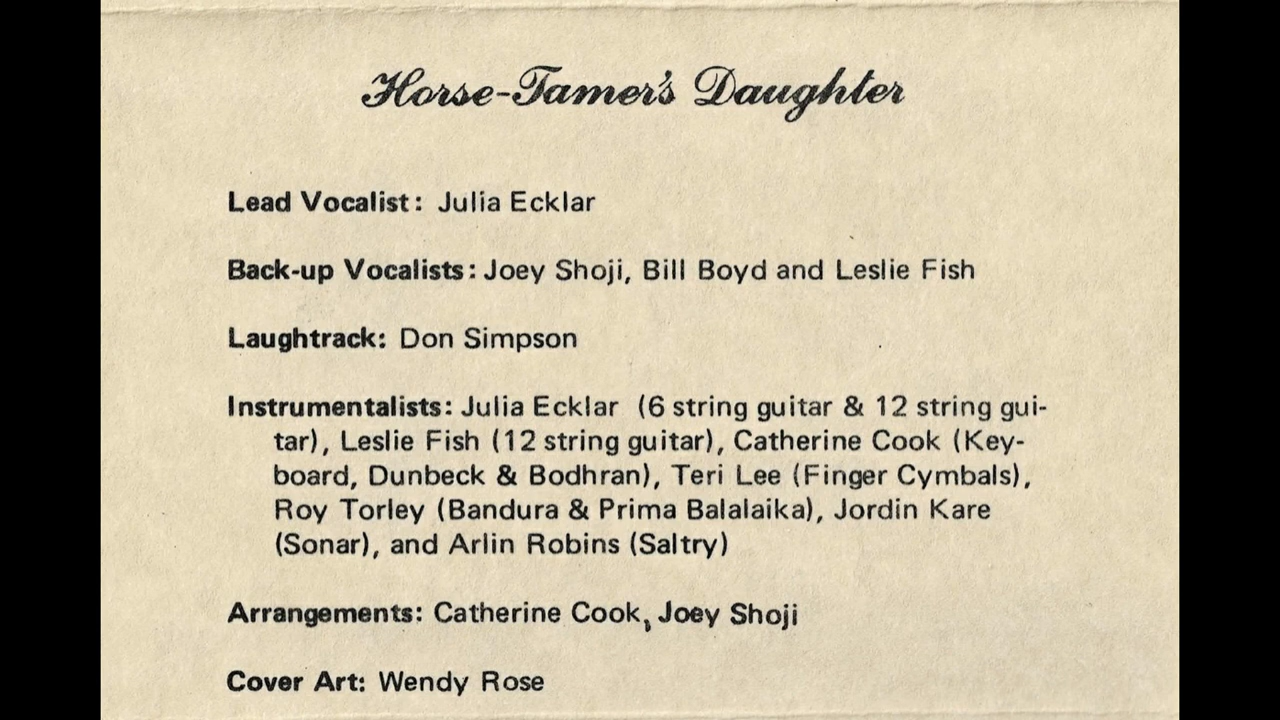 Horse-Tamer's Daughter
Lead Vocalist: Julia Ecklar
Back-up Vocalists: Joey Shoji, Bill Boyd and Leslie Fish
Laughtrack: Don Simpson
Instrumentalists: Julia Ecklar (6 string guitar & 12 string gui-
tar), Leslie Fish (12 string guitar), Catherine Cook (Key-
board, Dunbeck & Bodhran), Teri Lee (Finger Cymbals),
Roy Torley (Bandura & Prima Balalaika), Jordin Kare
(Sonar), and Arlin Robins (Saltry)
Arrangements: Catherine Cook, Joey Shoji
Cover Art: Wendy Rose